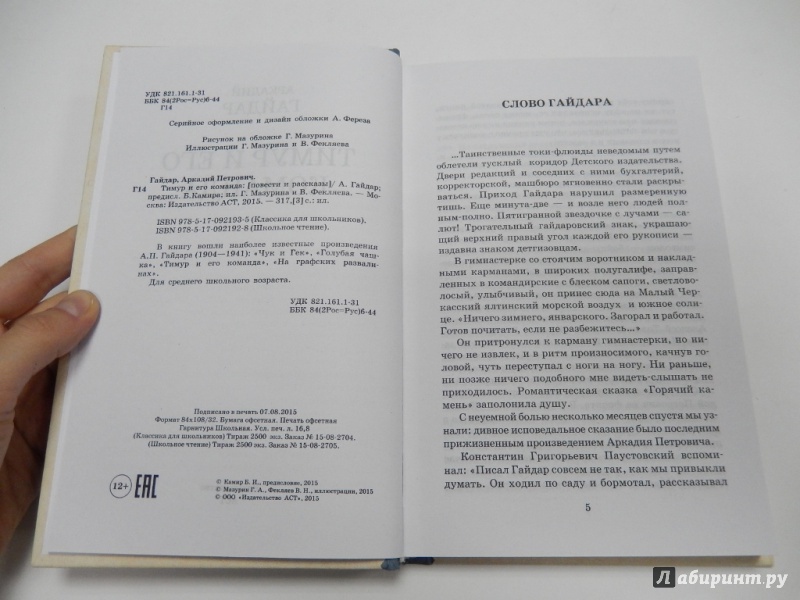 УДК 821.161.1-31
ББК 84(2Рос=Рус)6-44
Г14
Серийное оформление и дизайн обложки А. Фереза
Рисунок на обложке Г. Мазурина
Иллюстрации Г. Мазурина и В. Фекляева
Гайдар, Аркадий Петрович.
Г14 Тимур и его команда: [повести и рассказы]/ А. Гайдар;
предисл. Б.Камира; ил. Г. Мазурина и В. Фекляева. — Мо-
сква: Издательство АСТ, 2015. — 317,[3]с.: ил.
ISBN 978-5-17-092193-5 (Классика для школьников).
ISBN 978-5-17-092192-8 (Школьное чтение).
В книгу вошли наиболее известные произведения
А.П. Гайдара (1904—1941): «Чук и Гек», «Голубая чаш-
ка», «Тимур и его команда», «На графских развали-
нах».
Для среднего школьного возраста.
УДК 821.161.1-31
ББК 84(2Рос=Рус)6-44
Подписано в печать 07.08.2015
Формат 84х108/32. Бумага офсетная. Печать офсетная
Гарнитура Школьная. Усл. печ. л. 16,8
(Классика для школьников) Тираж 2500 экз. Заказ № 15-08-2704.
(Школьное чтение) Тираж 2500 экз. Заказ № 15-08-2705.
12+ ЕАС
© Камир Б. И., предисловие, 2015
© Мазурин Г. А., Фекляев В. Н., иллюстрации, 2015
© ООО «Издательство АСТ», 2015
СЛОВО ГАЙДАРА
...Таинственные токи-флюиды неведомым путем
облетели тусклый коридор Детского издательства.
Двери редакций и соседних с ними бухгалтерий,
корректорской, машбюро мгновенно стали раскры-
ваться. Приход Гайдара нарушил размеренный
темп. Еще минута-две — и возле него людей пол-
ным-полно. Пятигранной звездочке с лучами — са-
лют! Трогательный гайдаровский знак, украшаю-
щий верхний правый угол каждой его рукописи —
издавна знаком детгизовцам.
В гимнастерке со стоячим воротником и наклад-
ными карманами, в широких полугалифе, заправ-
ленных в командирские с блеском сапоги, светлово-
лосый, улыбчивый, он принес сюда на Малый Чер-
касский ялтинский морской воздух и южное солн-
це. «Ничего зимнего, январского. Загорал и работал.
Готов почитать, если не разбежитесь...»
Он притронулся к карману гимнастерки, но ни-
чего не извлек, и в ритм произносимого, качнув го-
ловой, чуть переступал с ноги на ногу. Ни раньше,
ни позже ничего подобного мне видеть-слышать не
приходилось. Романтическая сказка «Горячий ка-
мень» заполонила душу.
С неуемной болью несколько месяцев спустя мы уз-
нали: дивное исповедальное сказание было последним
прижизненным произведением Аркадия Петровича.
Константин Григорьевич Паустовский вспоми-
нал: «Писал Гайдар совсем не так, как мы привыкли
думать. Он ходил по саду и бормотал, рассказывал
5
Лабиринт.ру